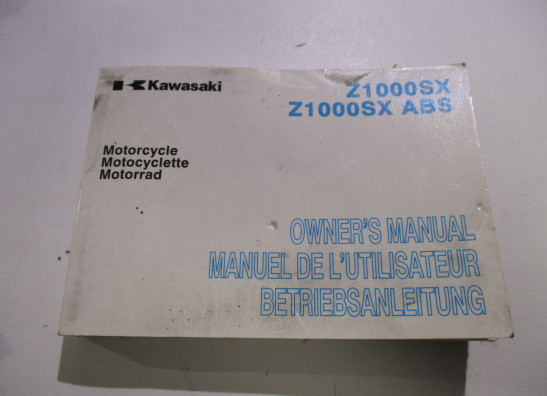 Kawasaki
Z1000SX
Z1000SX ABS
Motorcycle
Motocyclette
Motorrad
OWNER'S MANUAL
MANUEL DE L'UTILISATEUR
BETRIEBSANLEITUNG